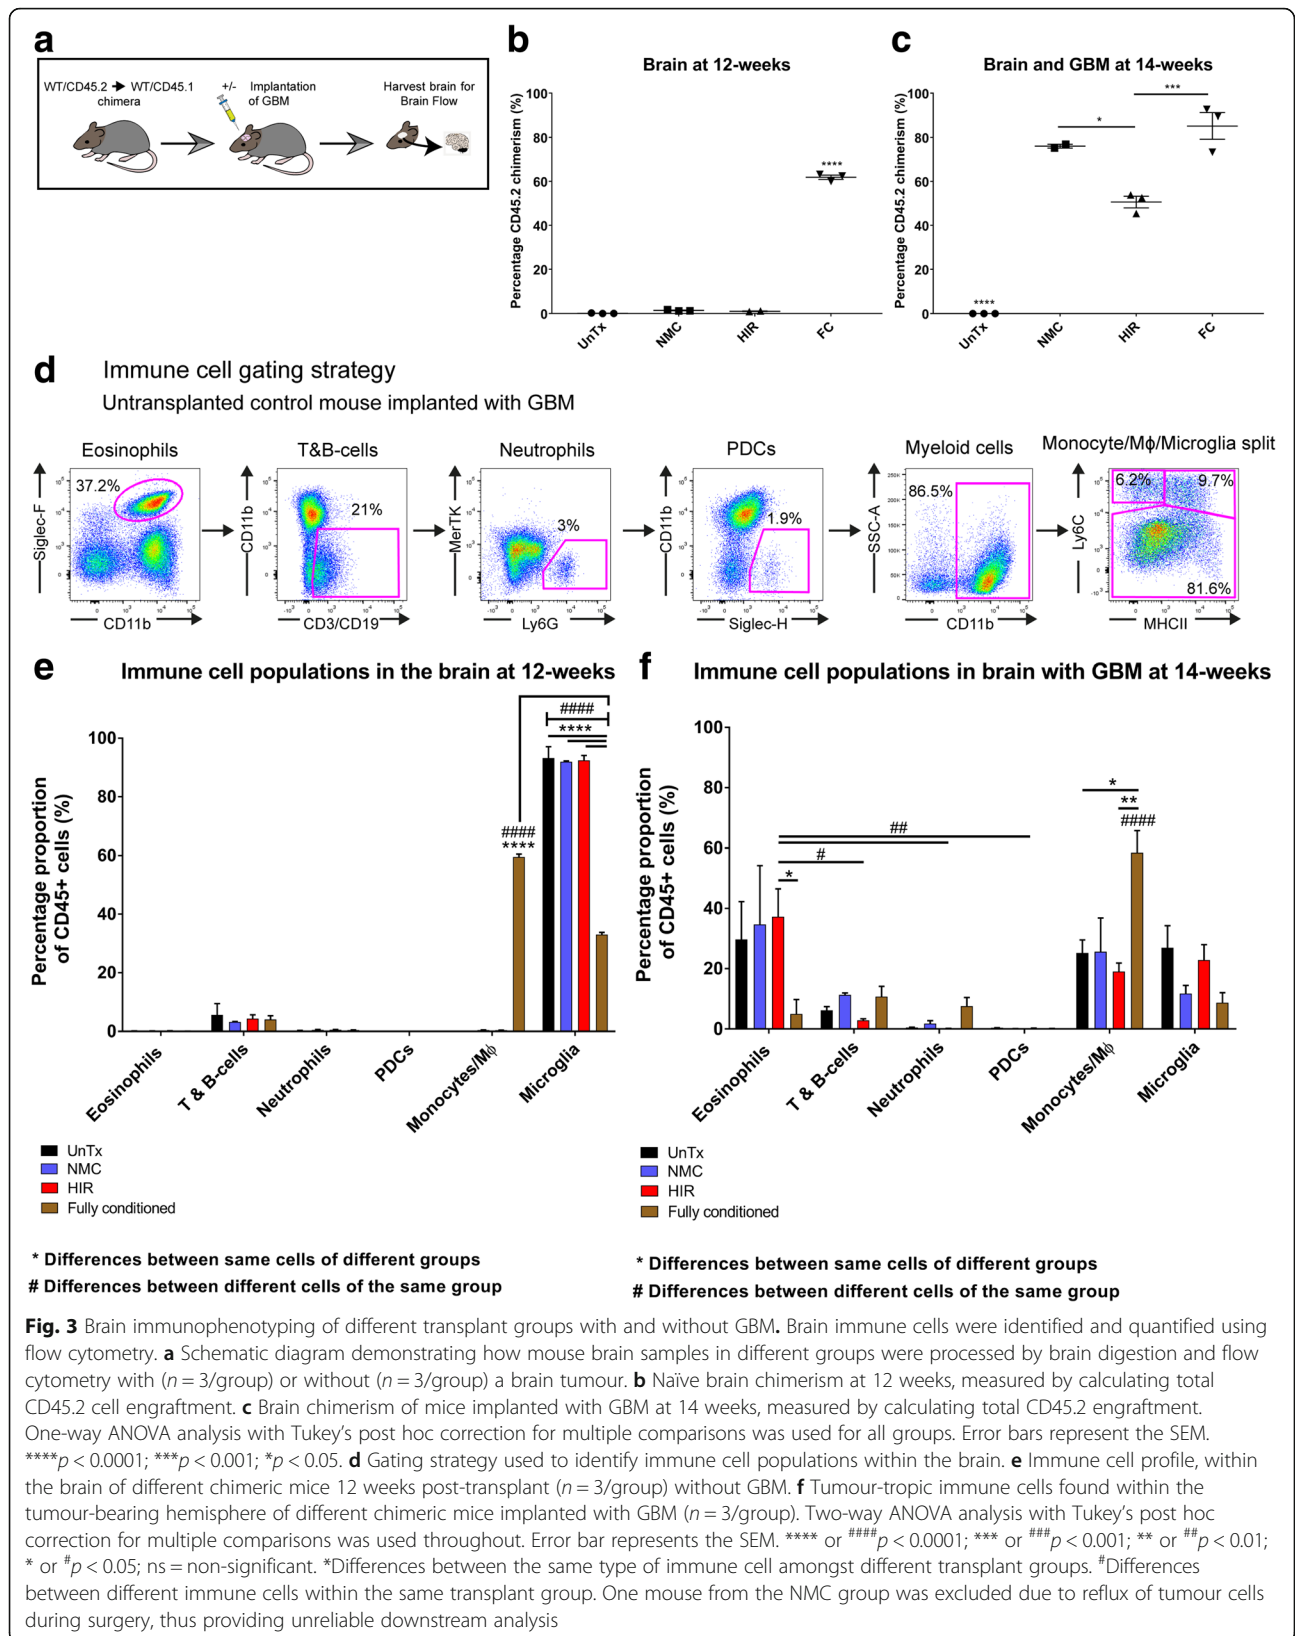 a
WT/CD45.2 → WT/CD45.1
chimera
+/- Implantation
of GBM
Harvest brain for
Brain Flow
b
Brain at 12-weeks
Percentage CD45.2 chimerism (%)
100
80
60
40
20
0
****
UnTx
NMC
HIR
FC
c
Brain and GBM at 14-weeks
Percentage CD45.2 chimerism (%)
100
80
60
40
20
0
***
*
****
UnTx
NMC
HIR
FC
d Immune cell gating strategy
Untransplanted control mouse implanted with GBM
Eosinophils
37.2%
Siglec-F
CD11b
T&B-cells
21%
CD11b
CD3/CD19
Neutrophils
3%
MerTK
Ly6G
PDCs
1.9%
CD11b
Siglec-H
Myeloid cells
86.5%
SSC-A
250K
200K
150K
100K
50K
0
CD11b
Monocyte/Mϕ/Microglia split
6.2%
9.7%
81.6%
Ly6C
MHCII
e Immune cell populations in the brain at 12-weeks
Percentage proportion
of CD45+ cells (%)
100
80
60
40
20
0
####
****
####
****
Eosinophils
T & B-cells
Neutrophils
PDCs
Monocytes/Mϕ
Microglia
UnTx
NMC
HIR
Fully conditioned
* Differences between same cells of different groups
# Differences between different cells of the same group
f Immune cell populations in brain with GBM at 14-weeks
Percentage proportion
of CD45+ cells (%)
100
80
60
40
20
0
##
#
*
*
**
####
Eosinophils
T & B-cells
Neutrophils
PDCs
Monocytes/Mϕ
Microglia
UnTx
NMC
HIR
Fully conditioned
* Differences between same cells of different groups
# Differences between different cells of the same group
Fig. 3 Brain immunophenotyping of different transplant groups with and without GBM. Brain immune cells were identified and quantified using
flow cytometry. a Schematic diagram demonstrating how mouse brain samples in different groups were processed by brain digestion and flow
cytometry with (n = 3/group) or without (n = 3/group) a brain tumour. b Naïve brain chimerism at 12 weeks, measured by calculating total
CD45.2 cell engraftment. c Brain chimerism of mice implanted with GBM at 14 weeks, measured by calculating total CD45.2 engraftment.
One-way ANOVA analysis with Tukey's post hoc correction for multiple comparisons was used for all groups. Error bars represent the SEM.
****p < 0.0001; ***p < 0.001; *p < 0.05. d Gating strategy used to identify immune cell populations within the brain. e Immune cell profile, within
the brain of different chimeric mice 12 weeks post-transplant (n = 3/group) without GBM. f Tumour-tropic immune cells found within the
tumour-bearing hemisphere of different chimeric mice implanted with GBM (n = 3/group). Two-way ANOVA analysis with Tukey's post hoc
correction for multiple comparisons was used throughout. Error bar represents the SEM. **** or ####p < 0.0001; *** or ###p < 0.001; ** or ##p < 0.01;
* or #p < 0.05; ns = non-significant. *Differences between the same type of immune cell amongst different transplant groups. #Differences
between different immune cells within the same transplant group. One mouse from the NMC group was excluded due to reflux of tumour cells
during surgery, thus providing unreliable downstream analysis